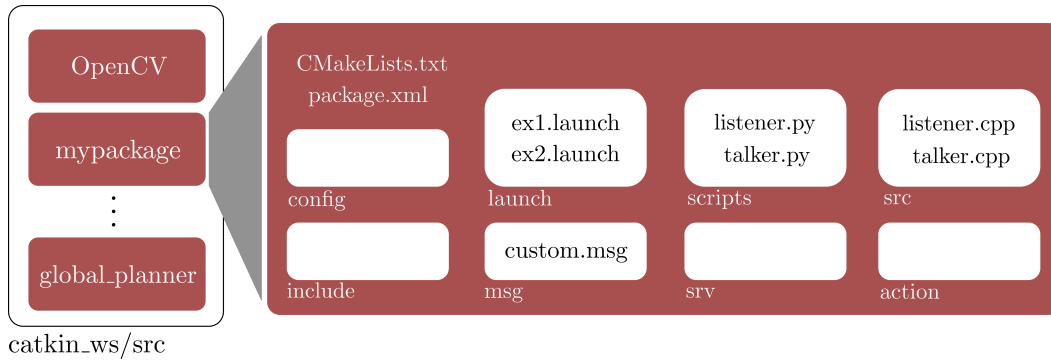 OpenCV
mypackage
global_planner
catkin_ws/src
CMakeLists.txt
package.xml
config
ex1.launch
ex2.launch
launch
listener.py
talker.py
scripts
listener.cpp
talker.cpp
src
include
custom.msg
msg
srv
action